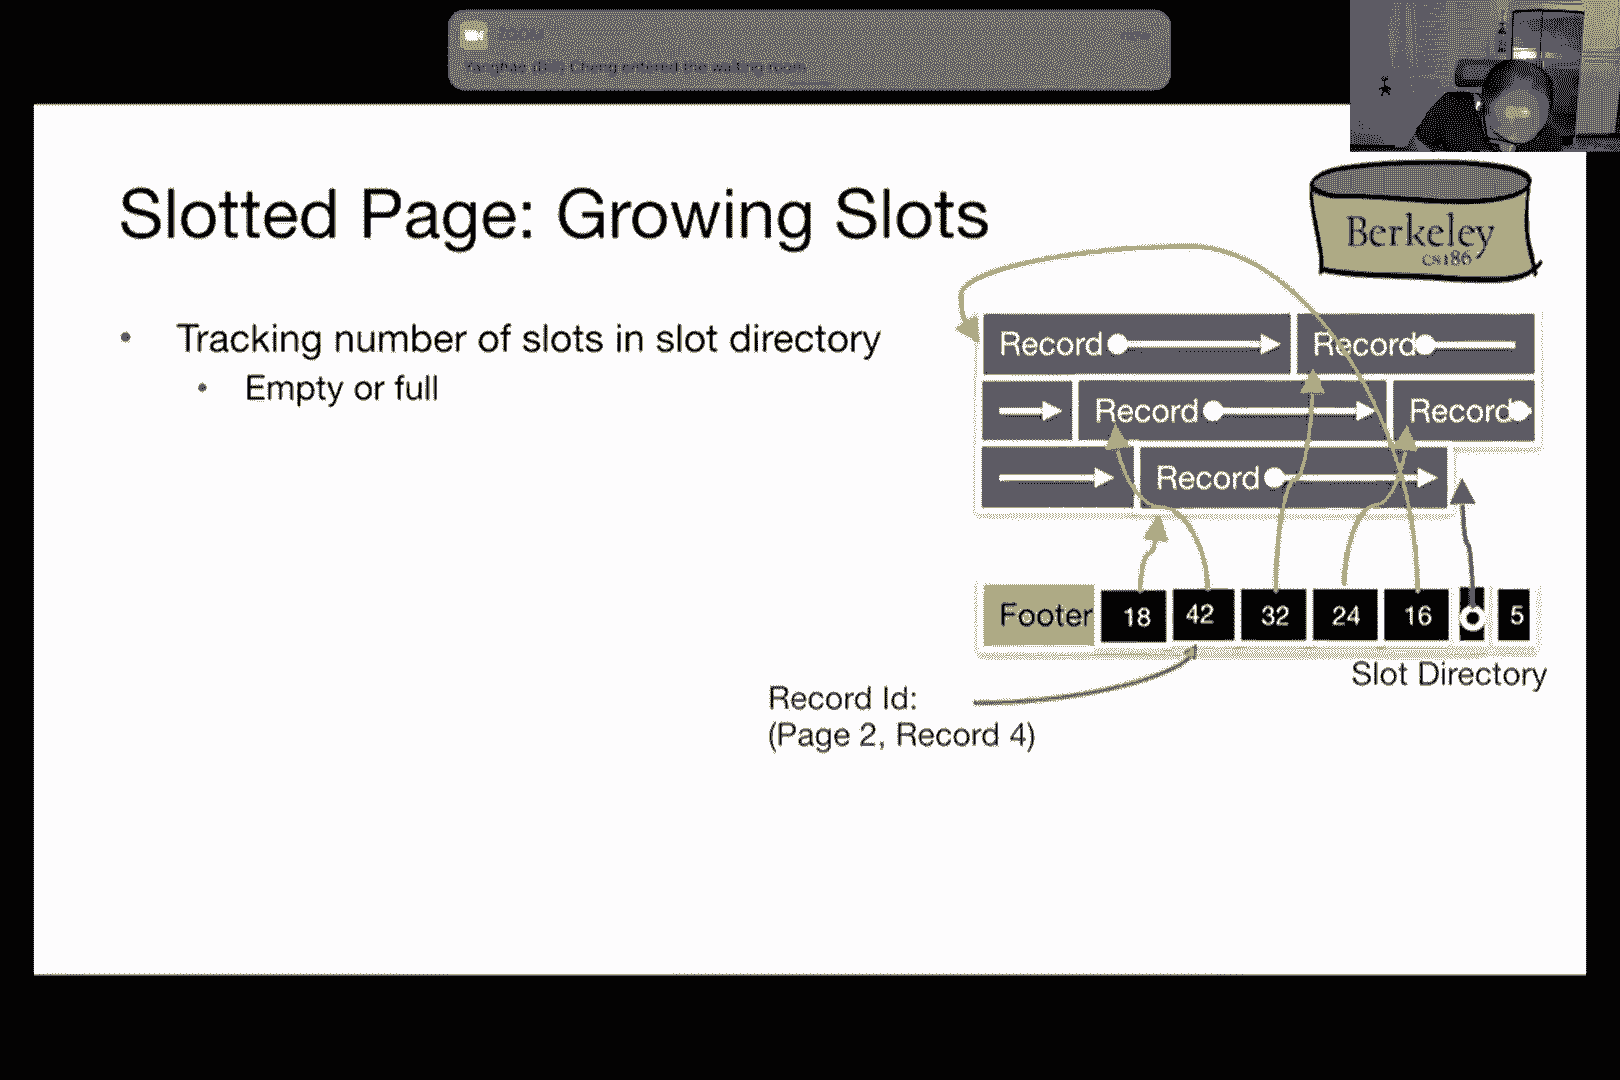 ZOOM
Cheng entered the waiting room
Slotted Page: Growing Slots
Berkeley
CS186
• Tracking number of slots in slot directory
• Empty or full
Record Record
Record Record
Record
Footer 18 42 32 24 16 5
Slot Directory
Record Id:
(Page 2, Record 4)